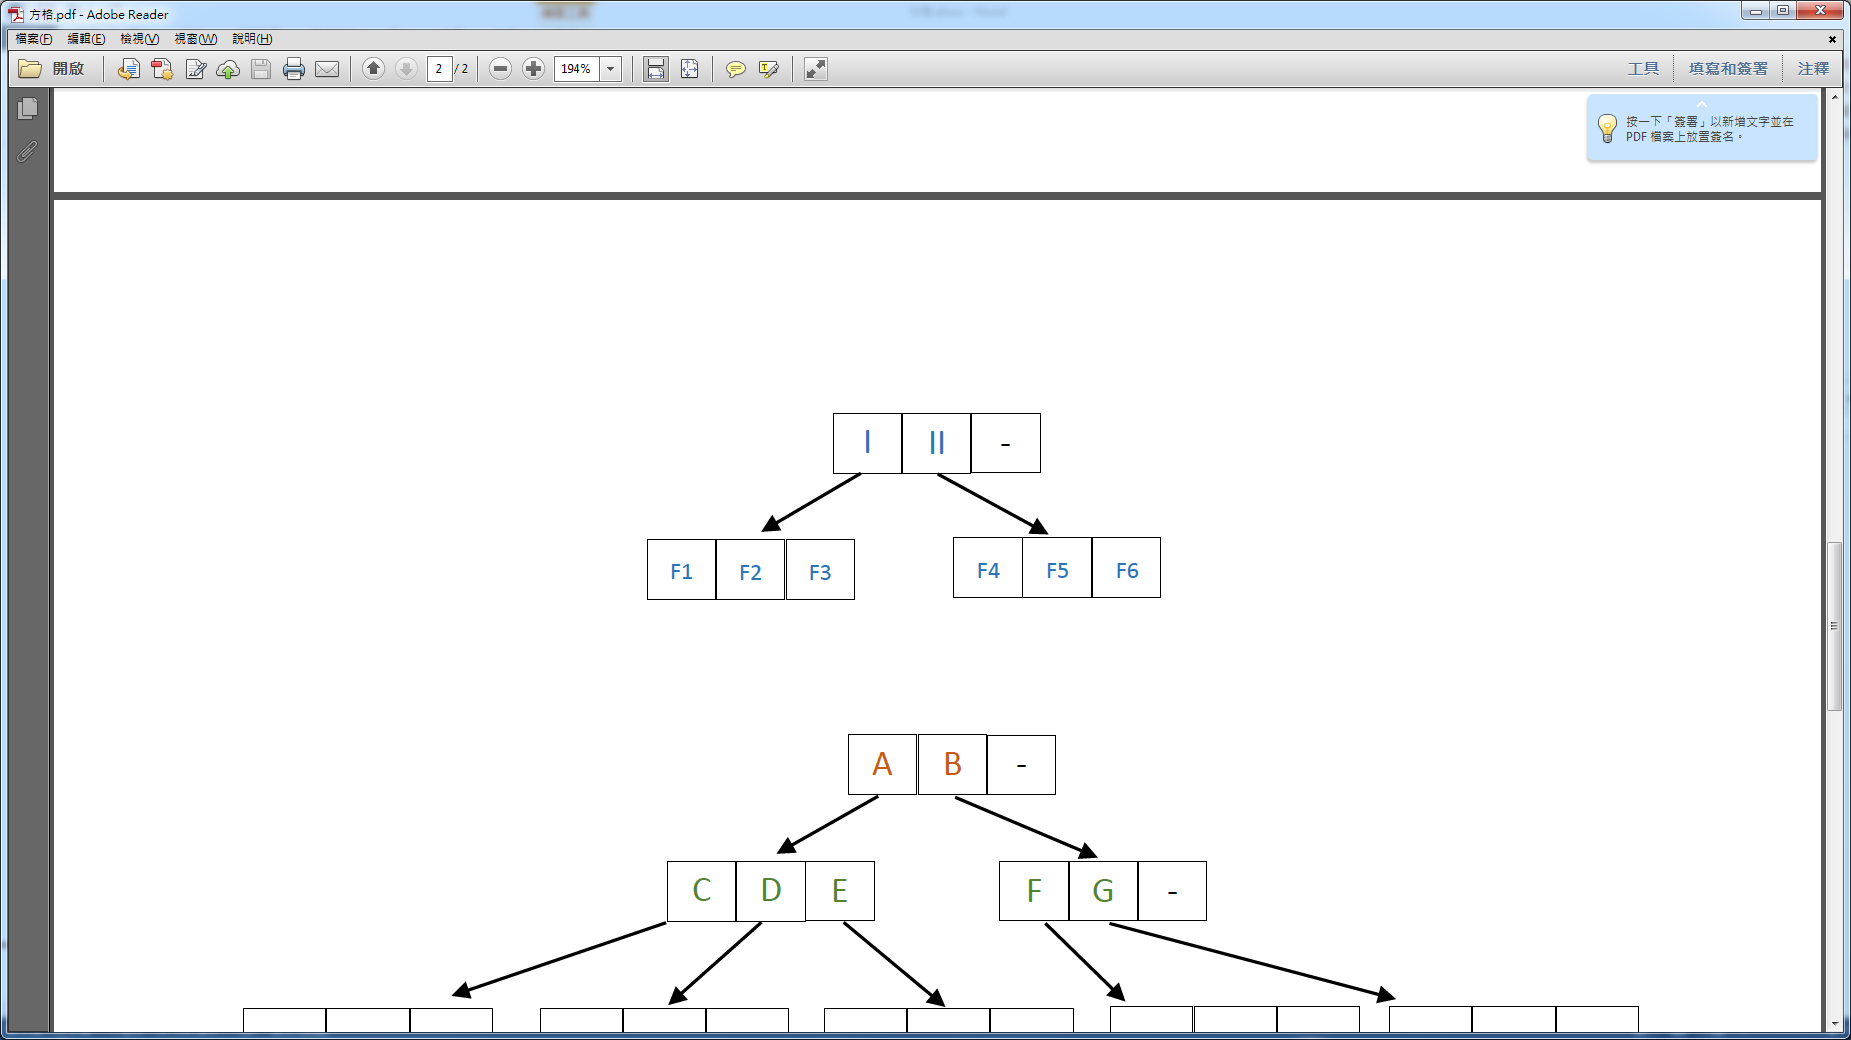 方格.pdf - Adobe Reader
檔案(F) 編輯(E) 檢視(V) 視窗(W) 說明(H)
開啟 2 / 2 194% 工具 填寫和簽署 注釋
按一下「簽署」以新增文字並在
PDF 檔案上放置簽名。
I II -
F1 F2 F3 F4 F5 F6
A B -
C D E F G -